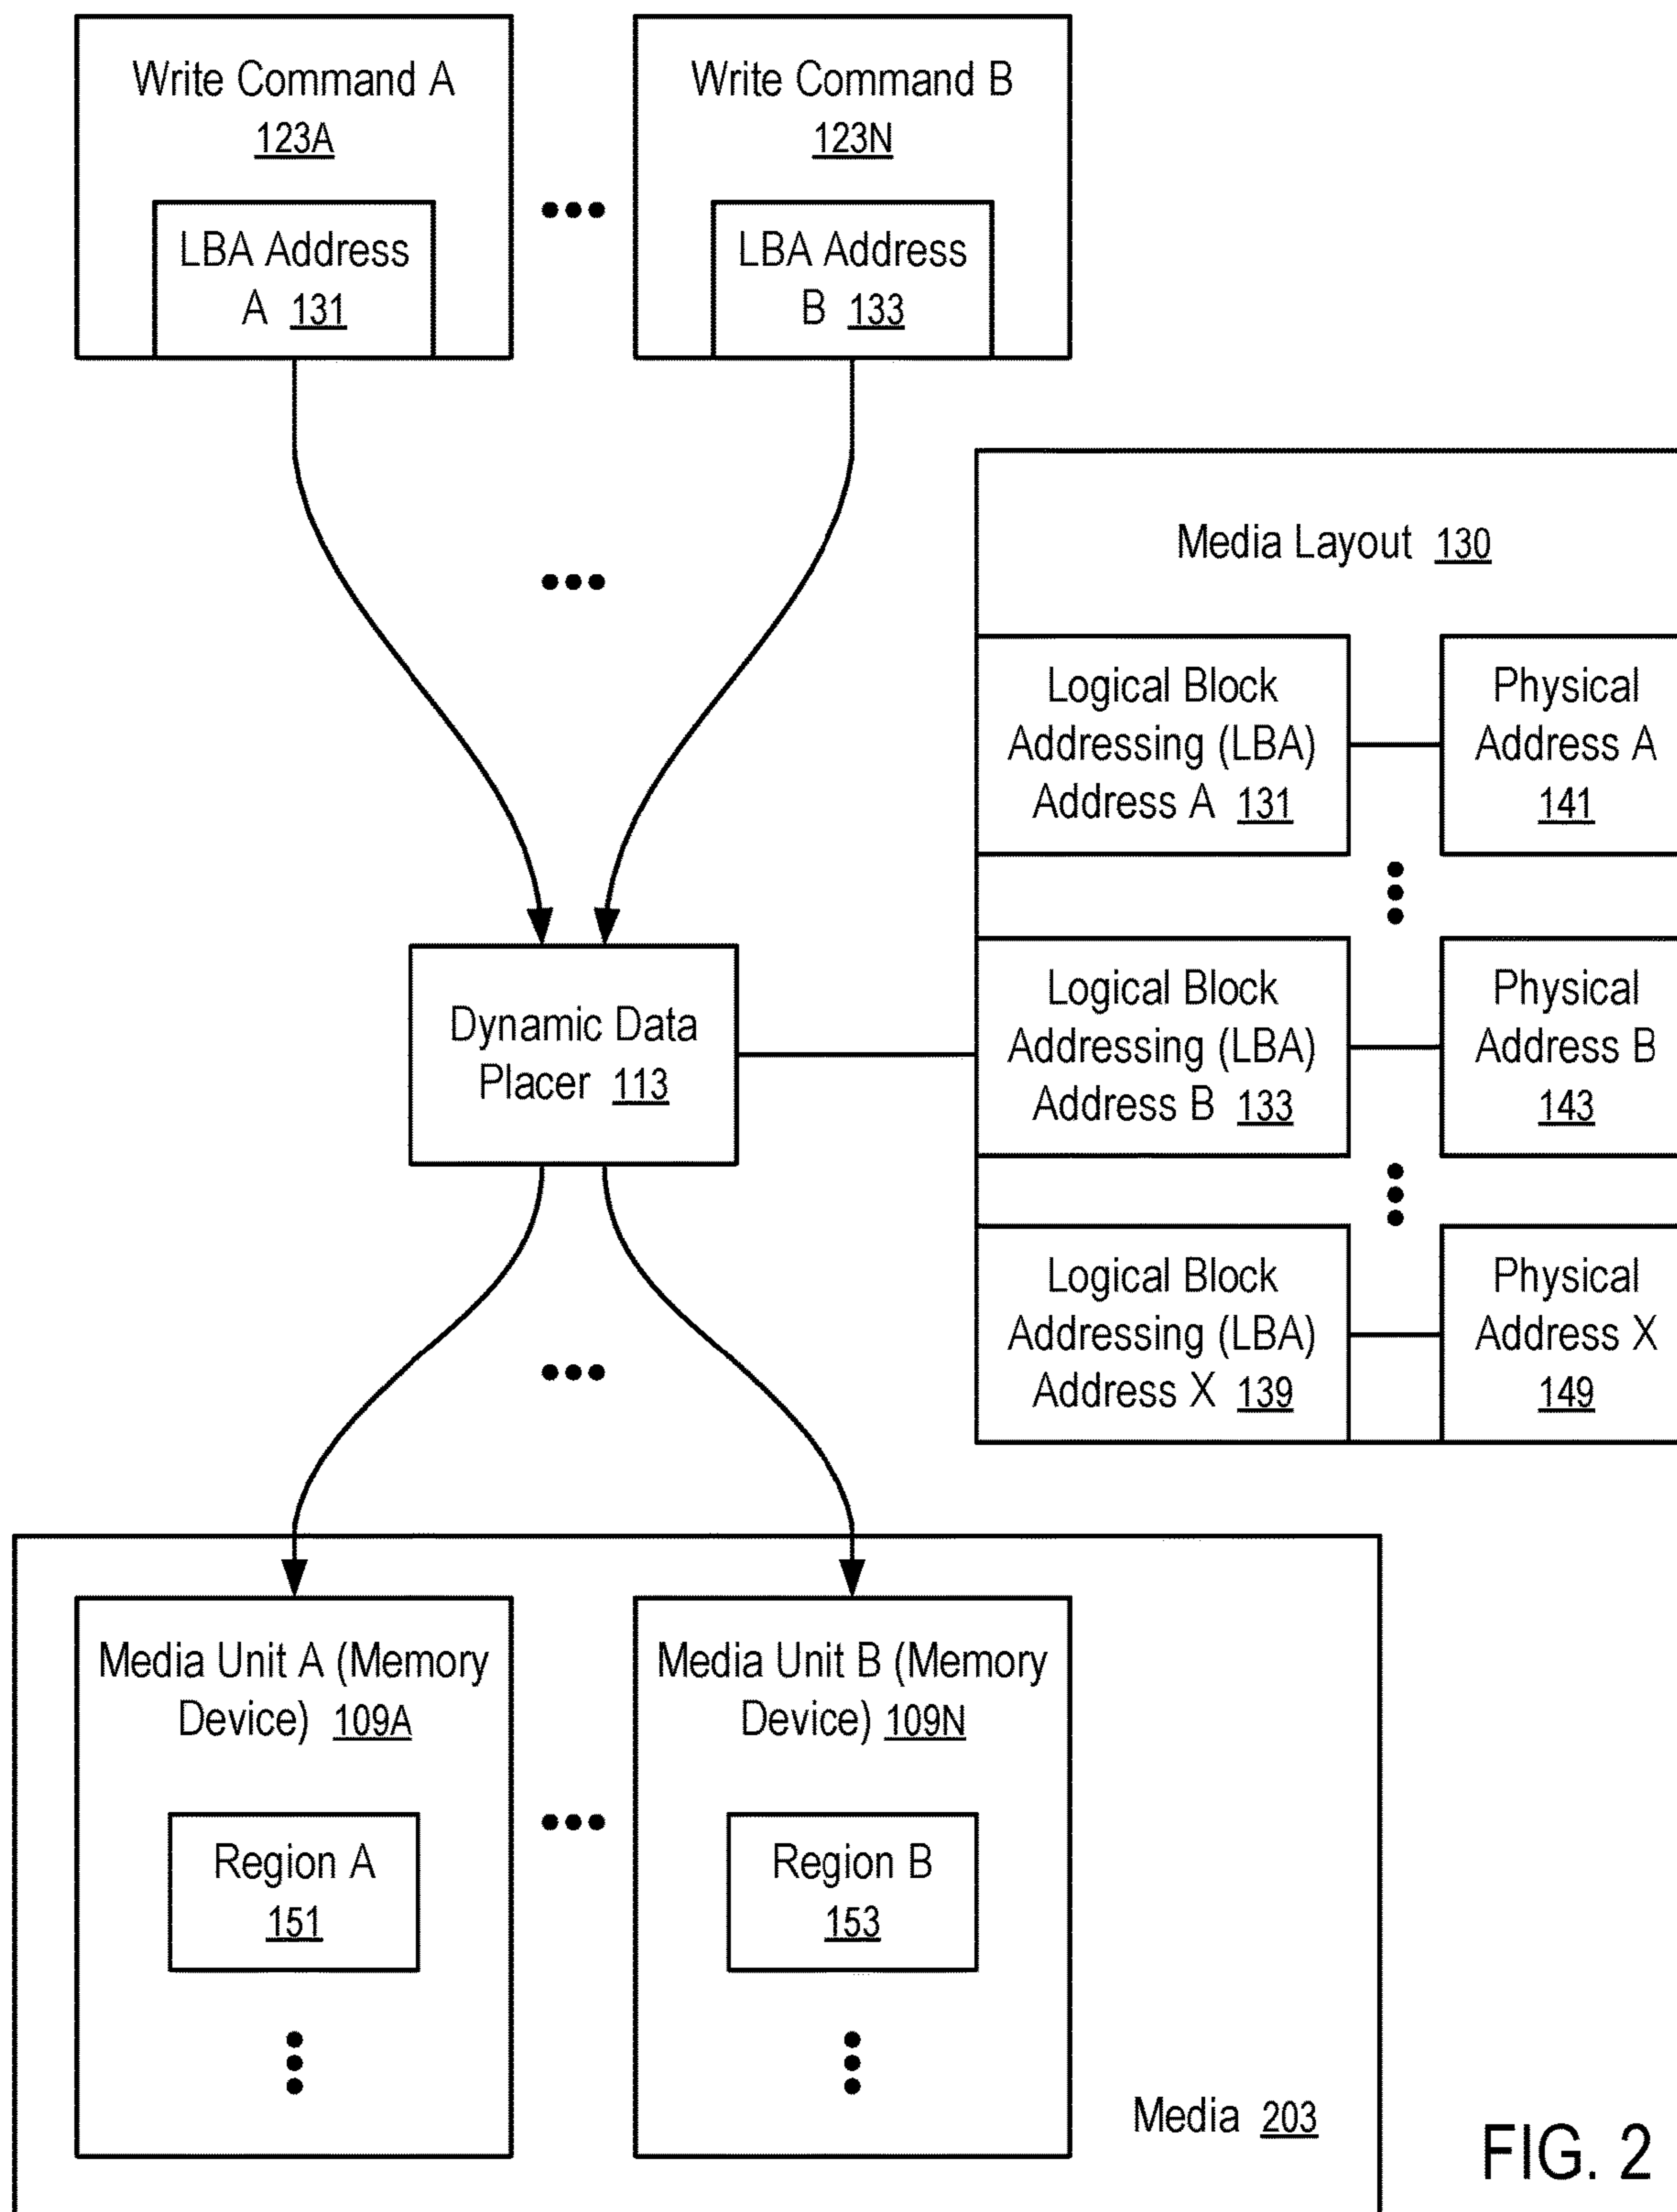 Write Command A
123A
LBA Address
A 131
Write Command B
123N
LBA Address
B 133
Media Layout 130
Logical Block
Addressing (LBA)
Address A 131
Physical
Address A
141
Logical Block
Addressing (LBA)
Address B 133
Physical
Address B
143
Logical Block
Addressing (LBA)
Address X 139
Physical
Address X
149
Dynamic Data
Placer 113
Media Unit A (Memory
Device) 109A
Region A
151
Media Unit B (Memory
Device) 109N
Region B
153
Media 203
FIG. 2